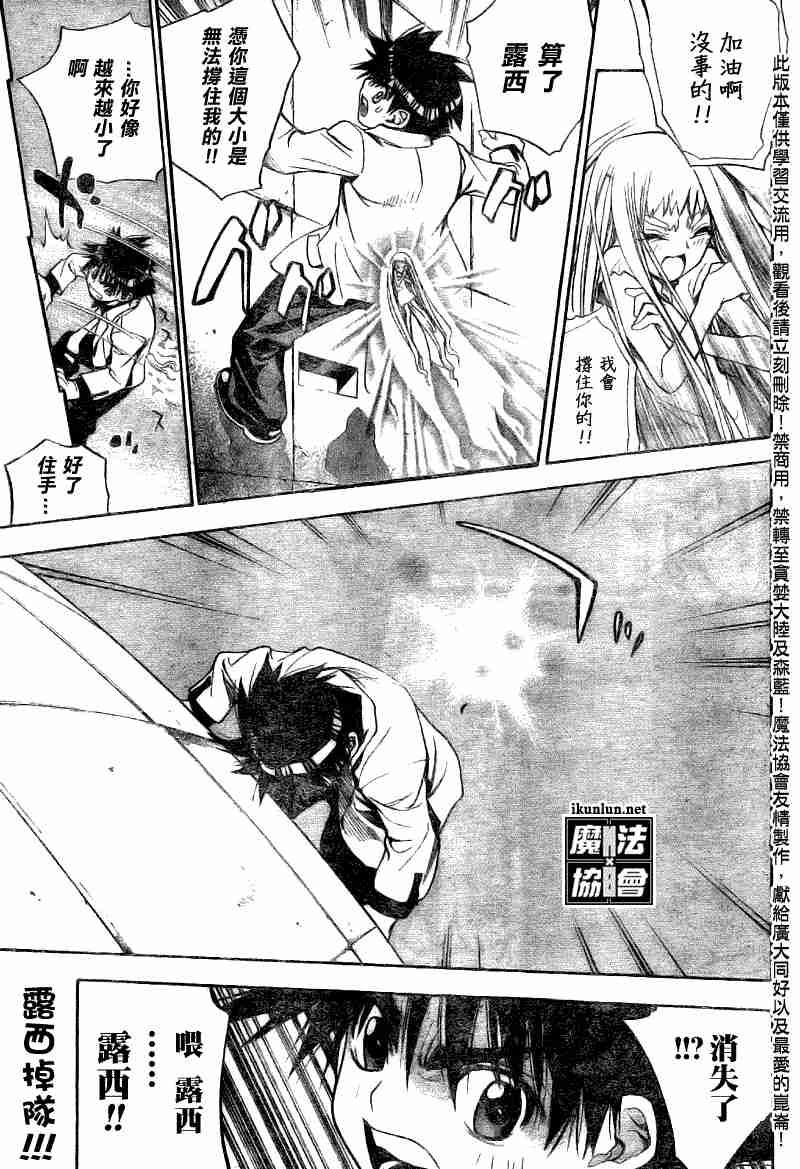 加油啊
沒事的!!
我會
撐住你的!!
算了
露西
憑你這個大小是
無法撐住我的!!
…你好像
越來越小了
啊
好了
住手…
消失了
!!?
喂 露西
……
露西!!
露西掉隊!!!
ikunlun.net
魔法
協會
此版本僅供學習交流用，觀看後請立刻刪除！禁商用，禁轉至貪婪大陸及森藍！魔法協會友情製作，獻給廣大同好以及最愛的崑崙！